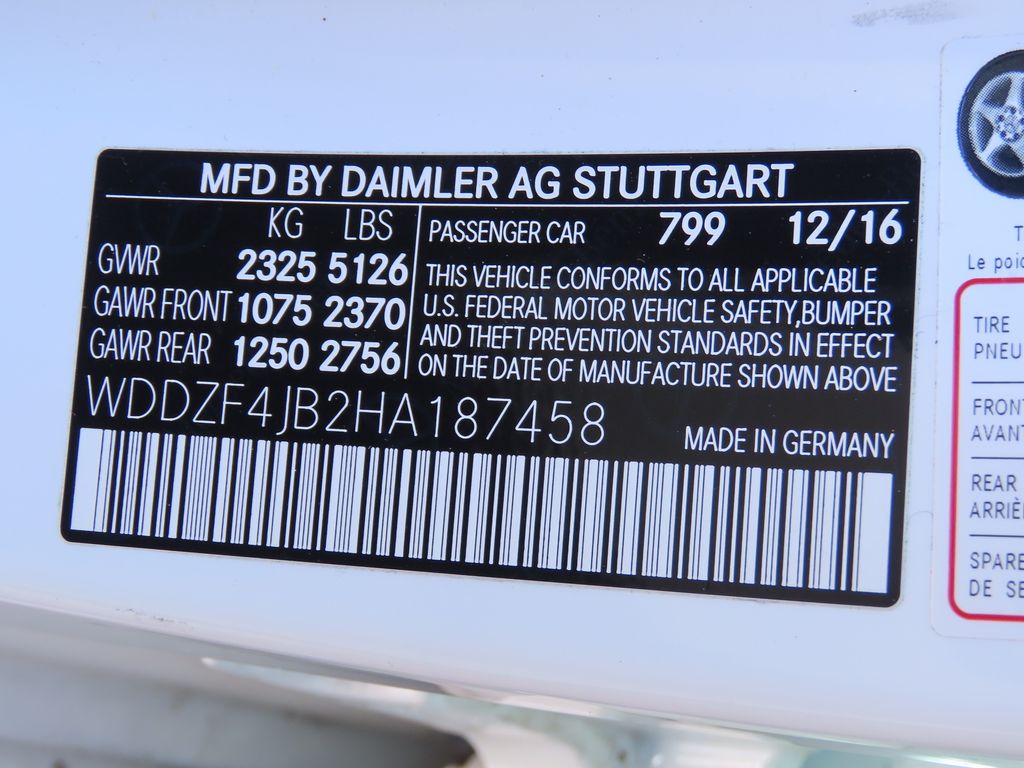 MFD BY DAIMLER AG STUTTGART
KG LBS
GVWR 2325 5126
GAWR FRONT 1075 2370
GAWR REAR 1250 2756
PASSENGER CAR 799 12/16
THIS VEHICLE CONFORMS TO ALL APPLICABLE
U.S. FEDERAL MOTOR VEHICLE SAFETY, BUMPER
AND THEFT PREVENTION STANDARDS IN EFFECT
ON THE DATE OF MANUFACTURE SHOWN ABOVE
WDDZF4JB2HA187458
MADE IN GERMANY
T
Le poi
TIRE
PNEU
FRONT
AVANT
REAR
ARRIÈ
SPARE
DE SE